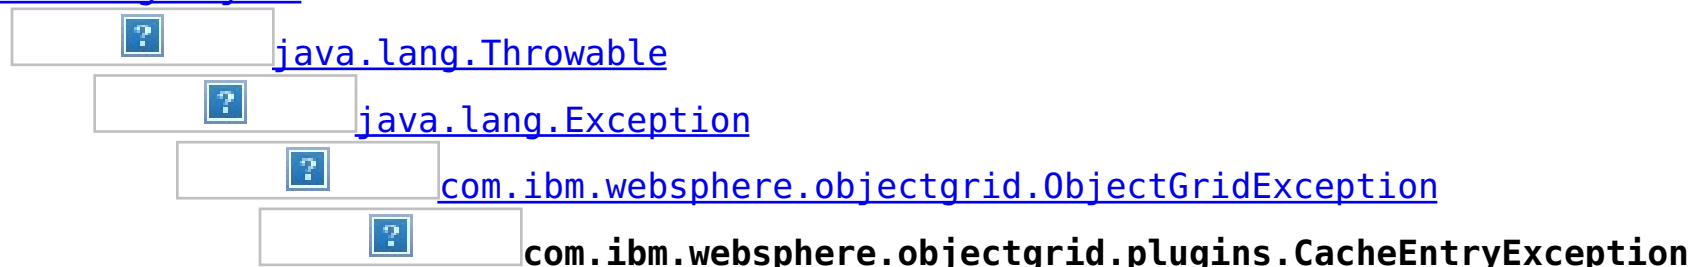 java.lang.Throwable
java.lang.Exception
com.ibm.websphere.objectgrid.ObjectGridException
com.ibm.websphere.objectgrid.plugins.CacheEntryException